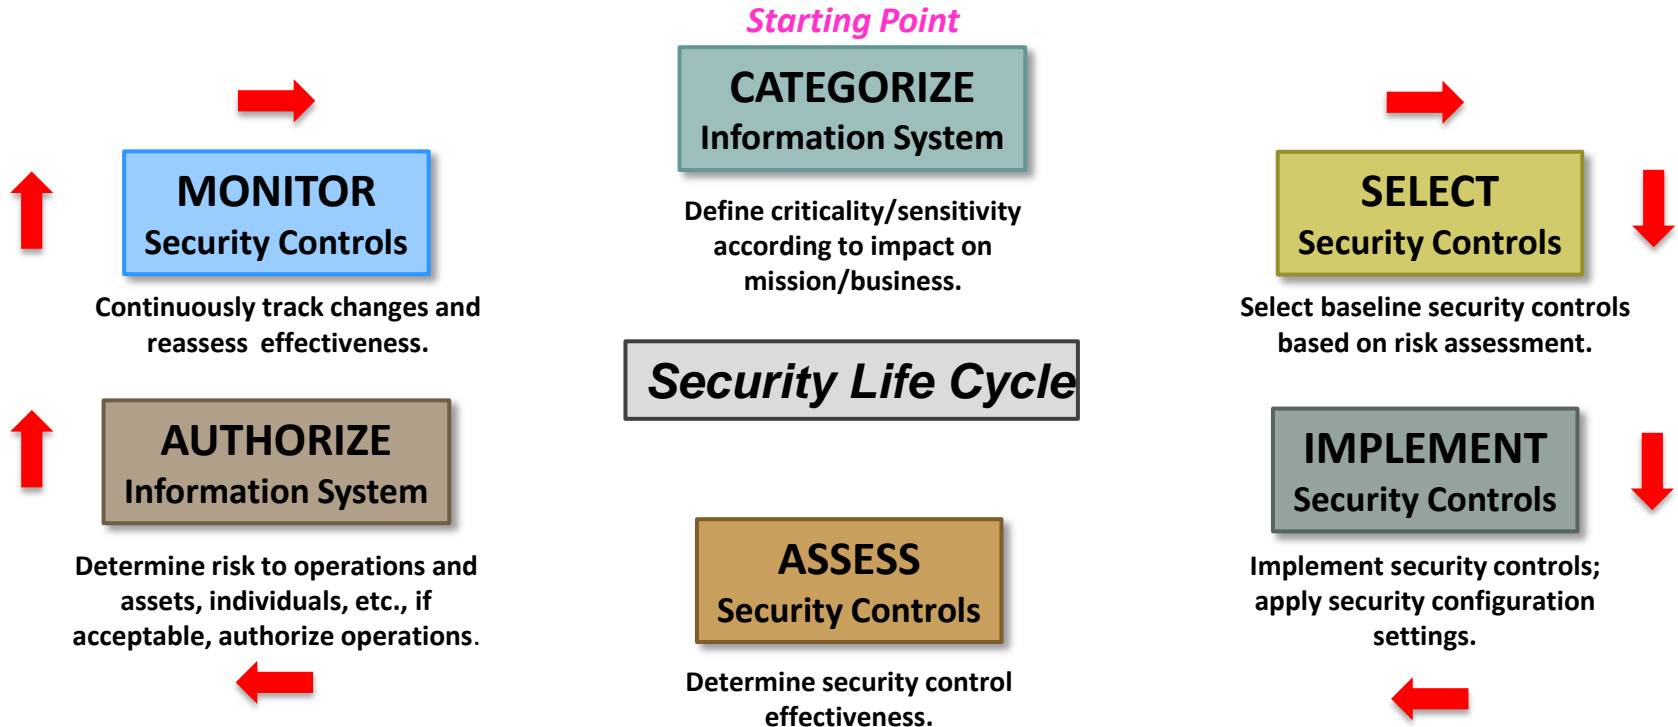 Starting Point
CATEGORIZE
Information System
Define criticality/sensitivity
according to impact on
mission/business.
SELECT
Security Controls
Select baseline security controls
based on risk assessment.
IMPLEMENT
Security Controls
Implement security controls;
apply security configuration
settings.
ASSESS
Security Controls
Determine security control
effectiveness.
AUTHORIZE
Information System
Determine risk to operations and
assets, individuals, etc., if
acceptable, authorize operations.
MONITOR
Security Controls
Continuously track changes and
reassess effectiveness.
Security Life Cycle